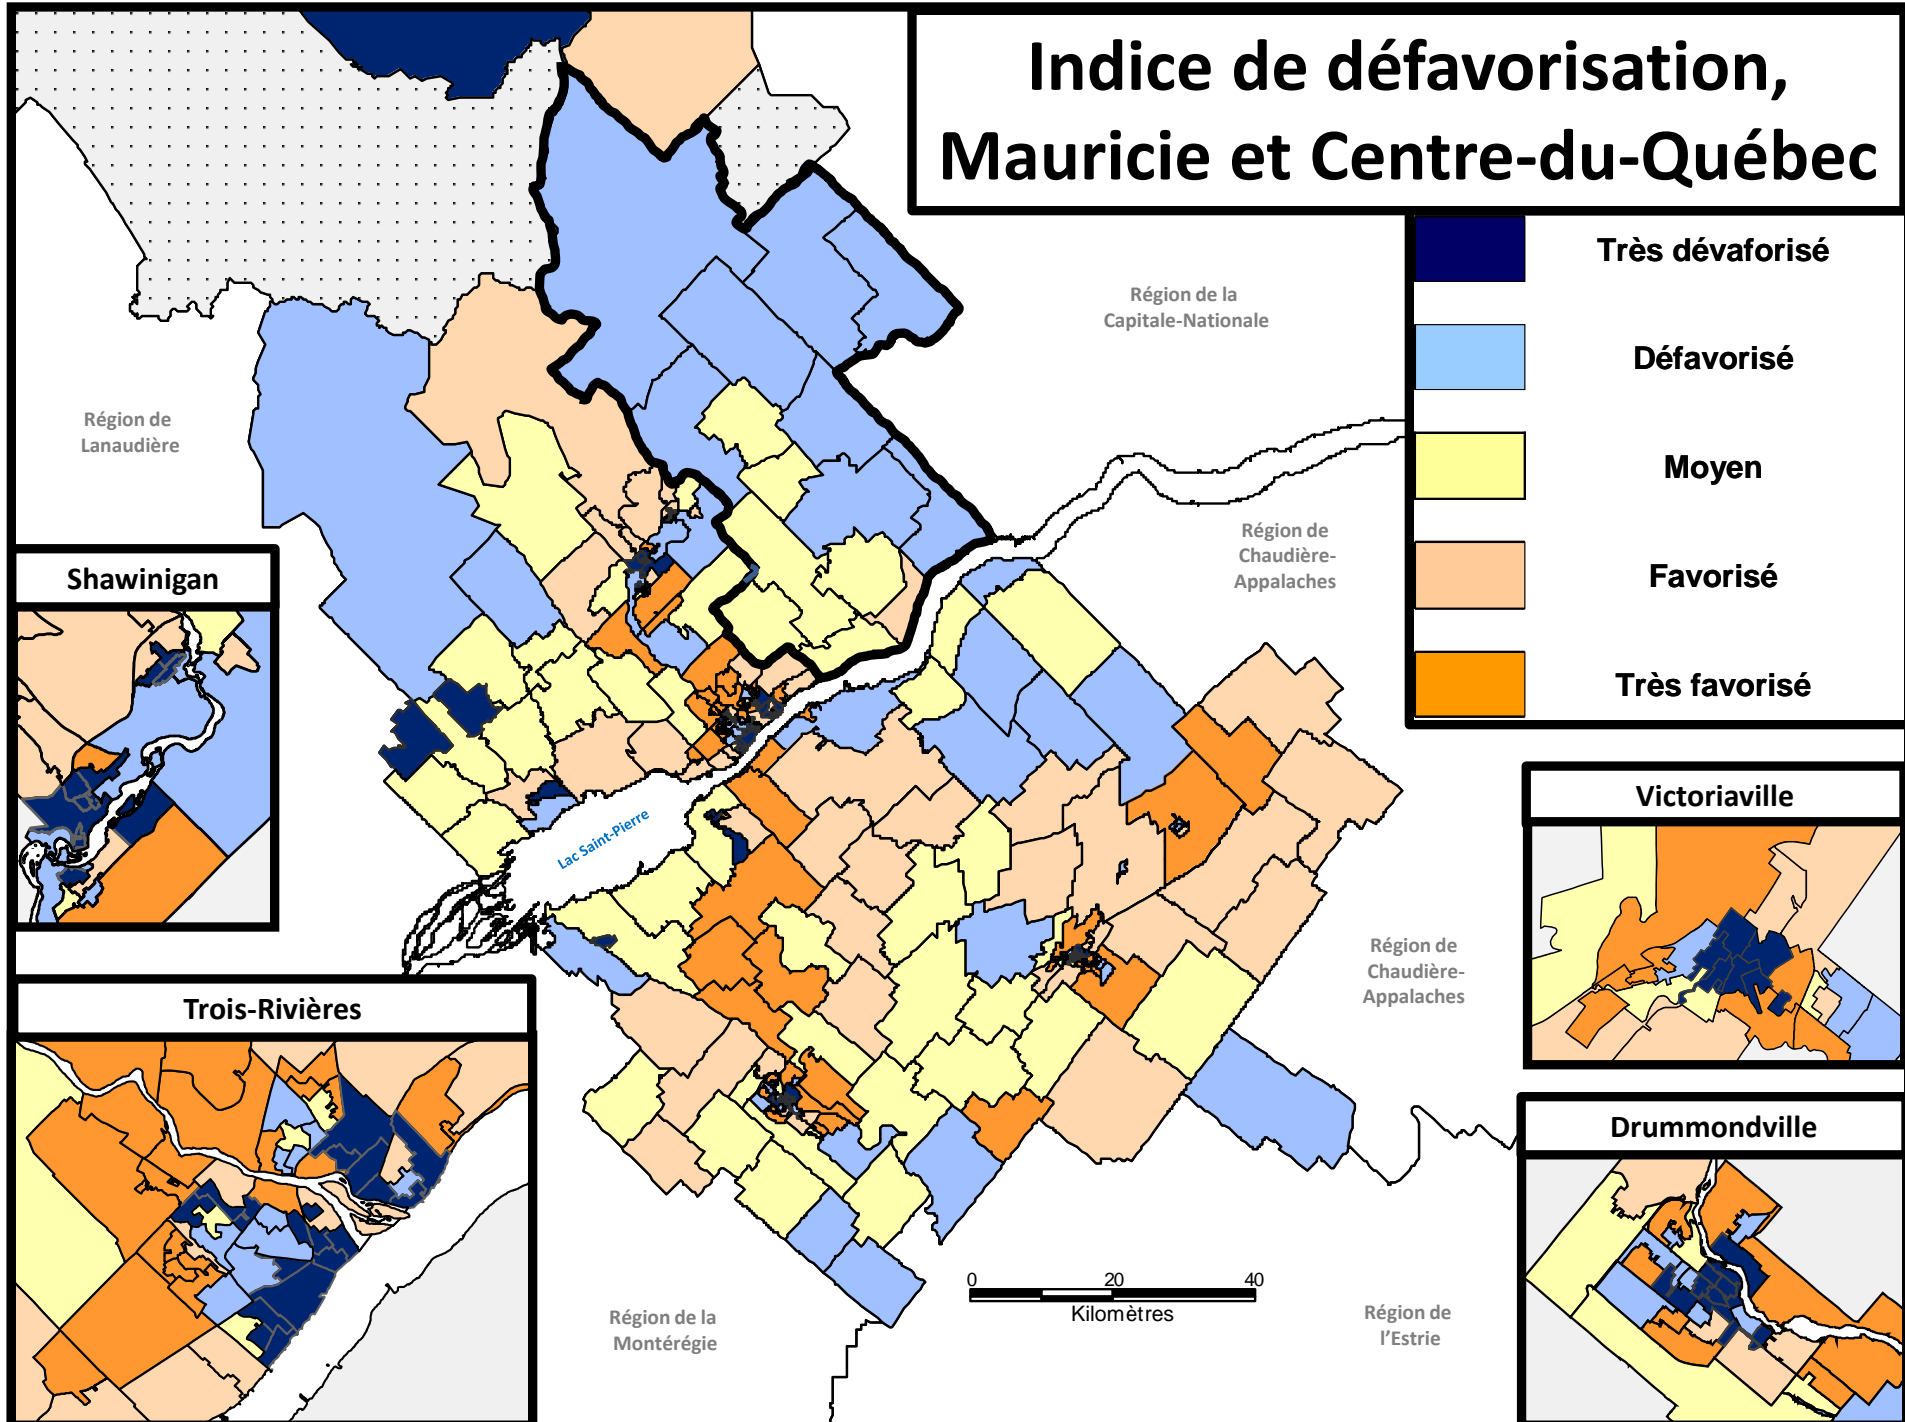 Indice de défavorisation,
Mauricie et Centre-du-Québec
Très dévaforisé
Défavorisé
Moyen
Favorisé
Très favorisé
Région de la
Capitale-Nationale
Région de
Lanaudière
Région de
Chaudière-
Appalaches
Shawinigan
Lac Saint-Pierre
Victoriaville
Région de
Chaudière-
Appalaches
Trois-Rivières
Drummondville
0 20 40
Kilomètres
Région de la
Montérégie
Région de
l'Estrie